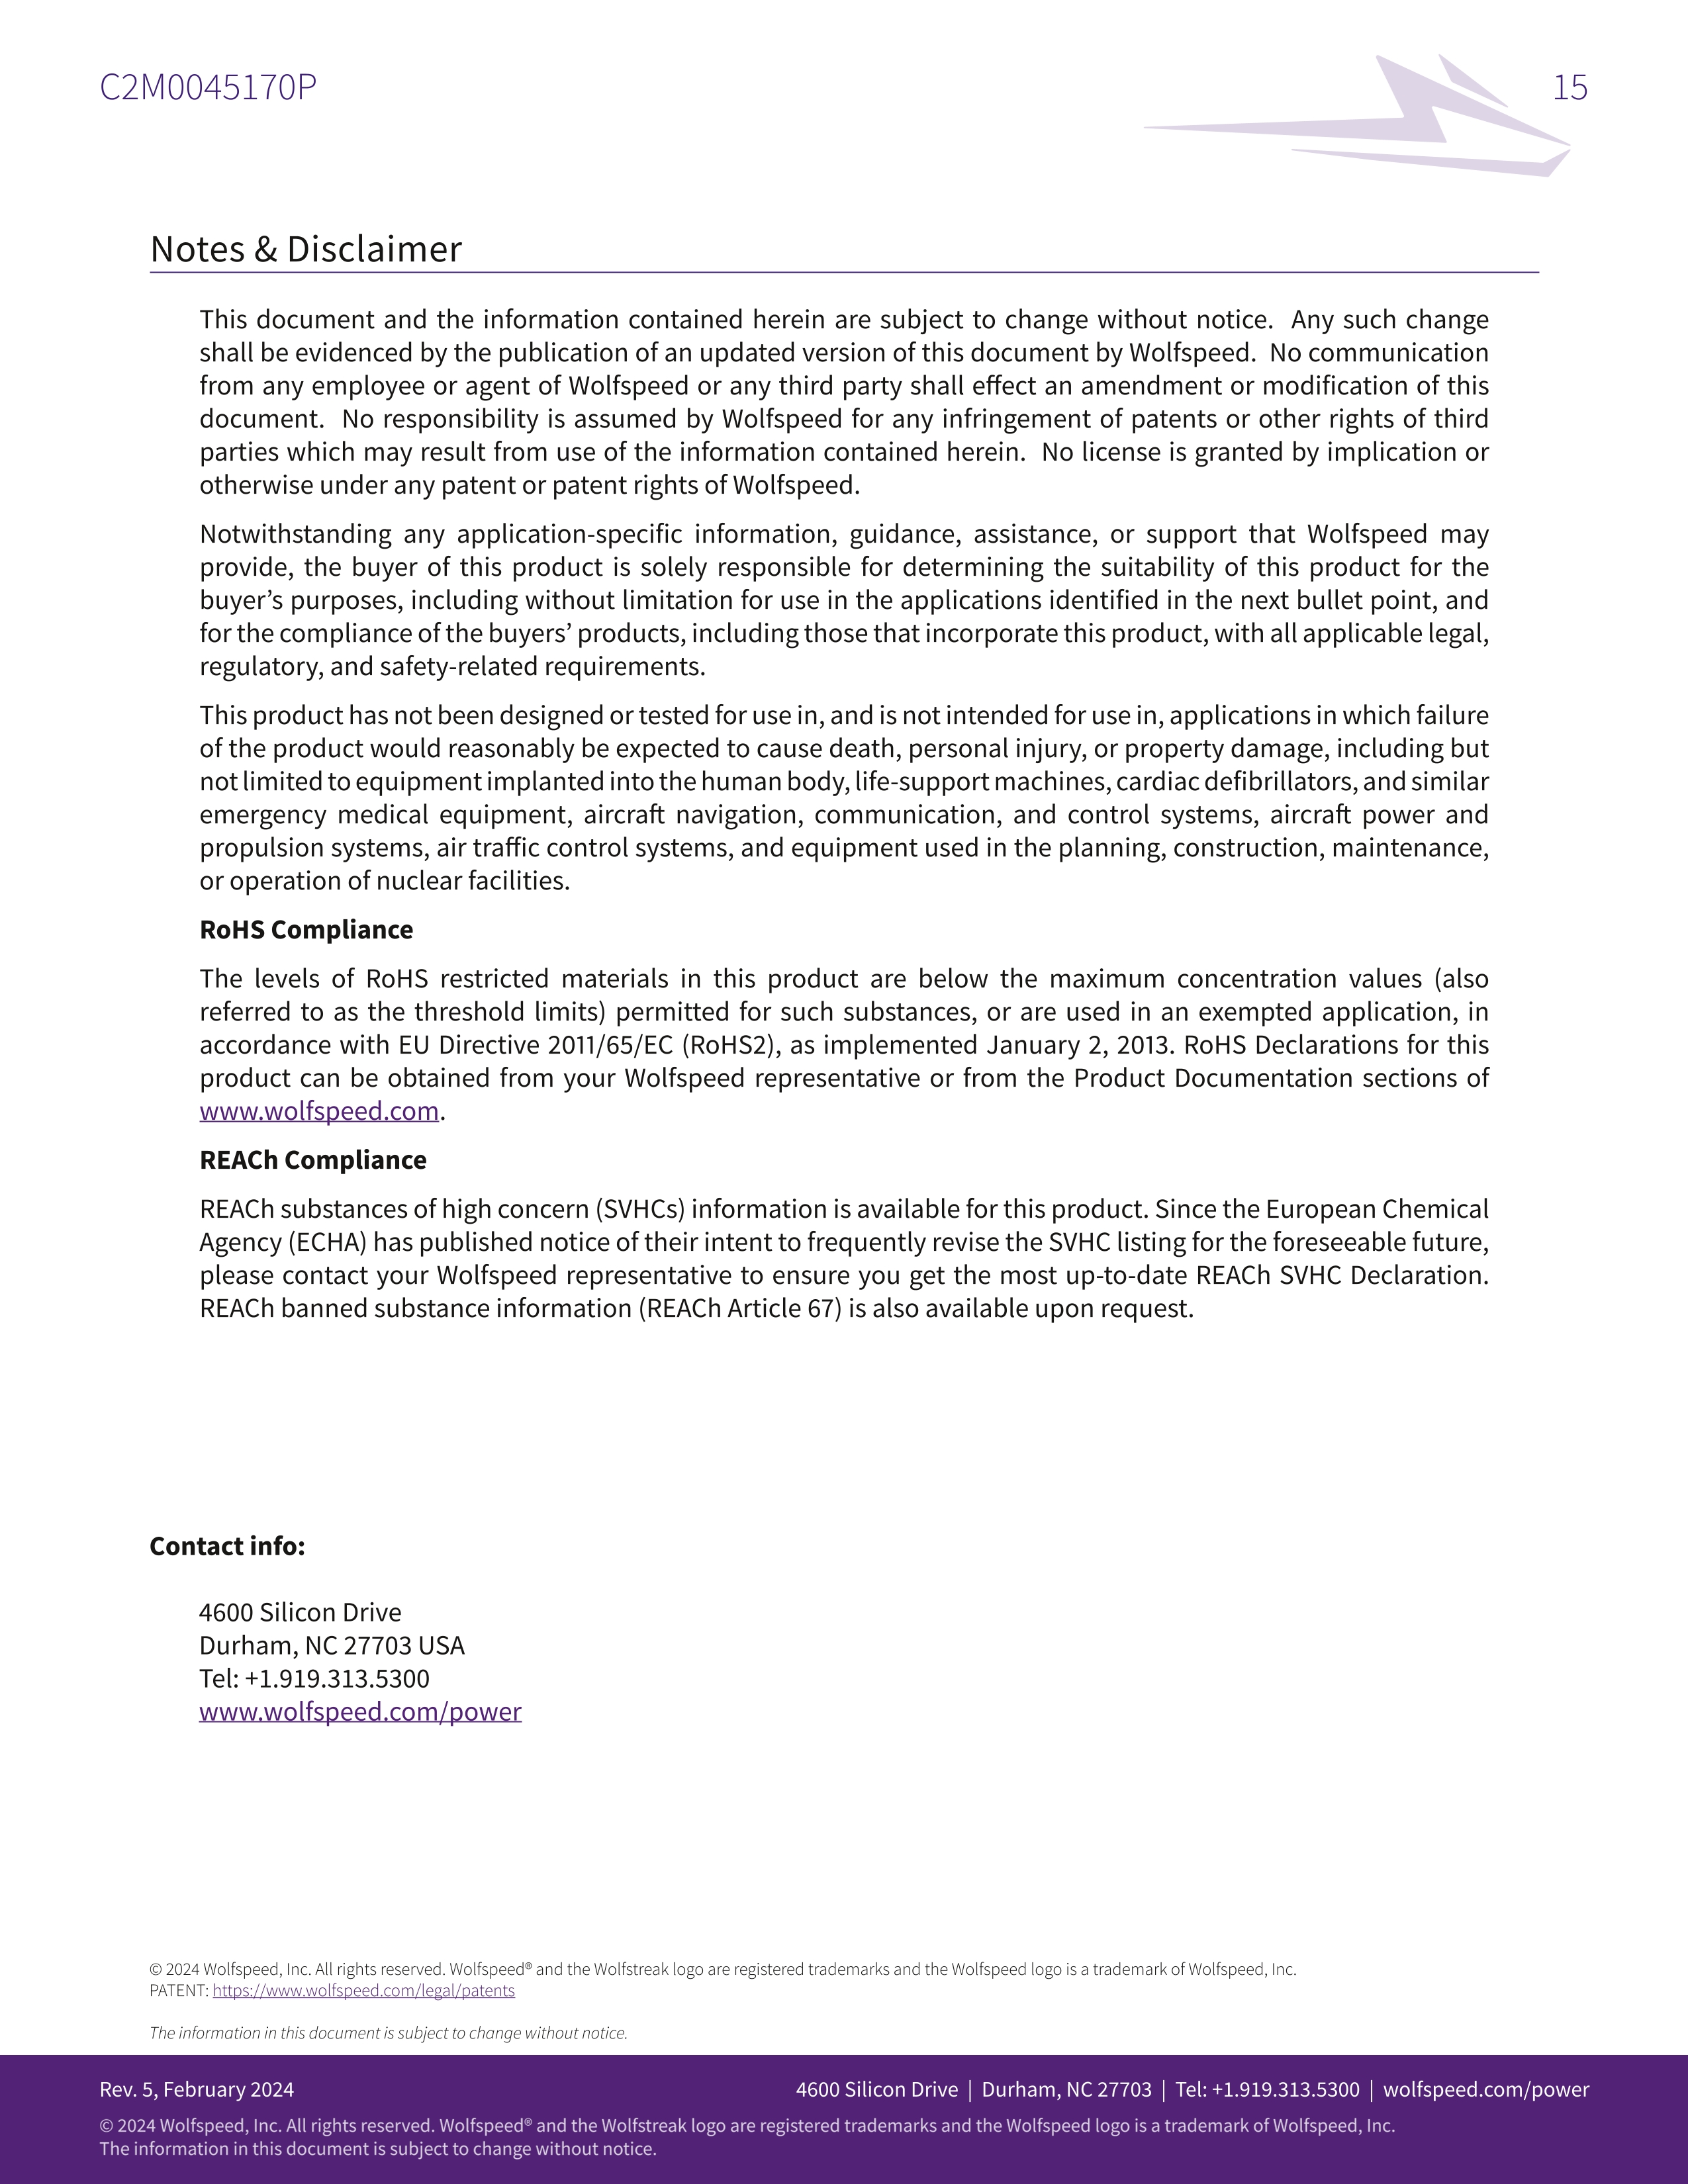 C2M0045170P
15
Notes & Disclaimer
This document and the information contained herein are subject to change without notice.  Any such change
shall be evidenced by the publication of an updated version of this document by Wolfspeed.  No communication
from any employee or agent of Wolfspeed or any third party shall effect an amendment or modification of this
document.  No responsibility is assumed by Wolfspeed for any infringement of patents or other rights of third
parties which may result from use of the information contained herein.  No license is granted by implication or
otherwise under any patent or patent rights of Wolfspeed.
Notwithstanding any application-specific information, guidance, assistance, or support that Wolfspeed may
provide, the buyer of this product is solely responsible for determining the suitability of this product for the
buyer’s purposes, including without limitation for use in the applications identified in the next bullet point, and
for the compliance of the buyers’ products, including those that incorporate this product, with all applicable legal,
regulatory, and safety-related requirements.
This product has not been designed or tested for use in, and is not intended for use in, applications in which failure
of the product would reasonably be expected to cause death, personal injury, or property damage, including but
not limited to equipment implanted into the human body, life-support machines, cardiac defibrillators, and similar
emergency medical equipment, aircraft navigation, communication, and control systems, aircraft power and
propulsion systems, air traffic control systems, and equipment used in the planning, construction, maintenance,
or operation of nuclear facilities.
RoHS Compliance
The levels of RoHS restricted materials in this product are below the maximum concentration values (also
referred to as the threshold limits) permitted for such substances, or are used in an exempted application, in
accordance with EU Directive 2011/65/EC (RoHS2), as implemented January 2, 2013. RoHS Declarations for this
product can be obtained from your Wolfspeed representative or from the Product Documentation sections of
www.wolfspeed.com.
REACh Compliance
REACh substances of high concern (SVHCs) information is available for this product. Since the European Chemical
Agency (ECHA) has published notice of their intent to frequently revise the SVHC listing for the foreseeable future,
please contact your Wolfspeed representative to ensure you get the most up-to-date REACh SVHC Declaration.
REACh banned substance information (REACh Article 67) is also available upon request.
Contact info:
4600 Silicon Drive
Durham, NC 27703 USA
Tel: +1.919.313.5300
www.wolfspeed.com/power
© 2024 Wolfspeed, Inc. All rights reserved. Wolfspeed® and the Wolfstreak logo are registered trademarks and the Wolfspeed logo is a trademark of Wolfspeed, Inc.
PATENT: https://www.wolfspeed.com/legal/patents
The information in this document is subject to change without notice.
Rev. 5, February 2024
4600 Silicon Drive | Durham, NC 27703 | Tel: +1.919.313.5300 | wolfspeed.com/power
© 2024 Wolfspeed, Inc. All rights reserved. Wolfspeed® and the Wolfstreak logo are registered trademarks and the Wolfspeed logo is a trademark of Wolfspeed, Inc.
The information in this document is subject to change without notice.